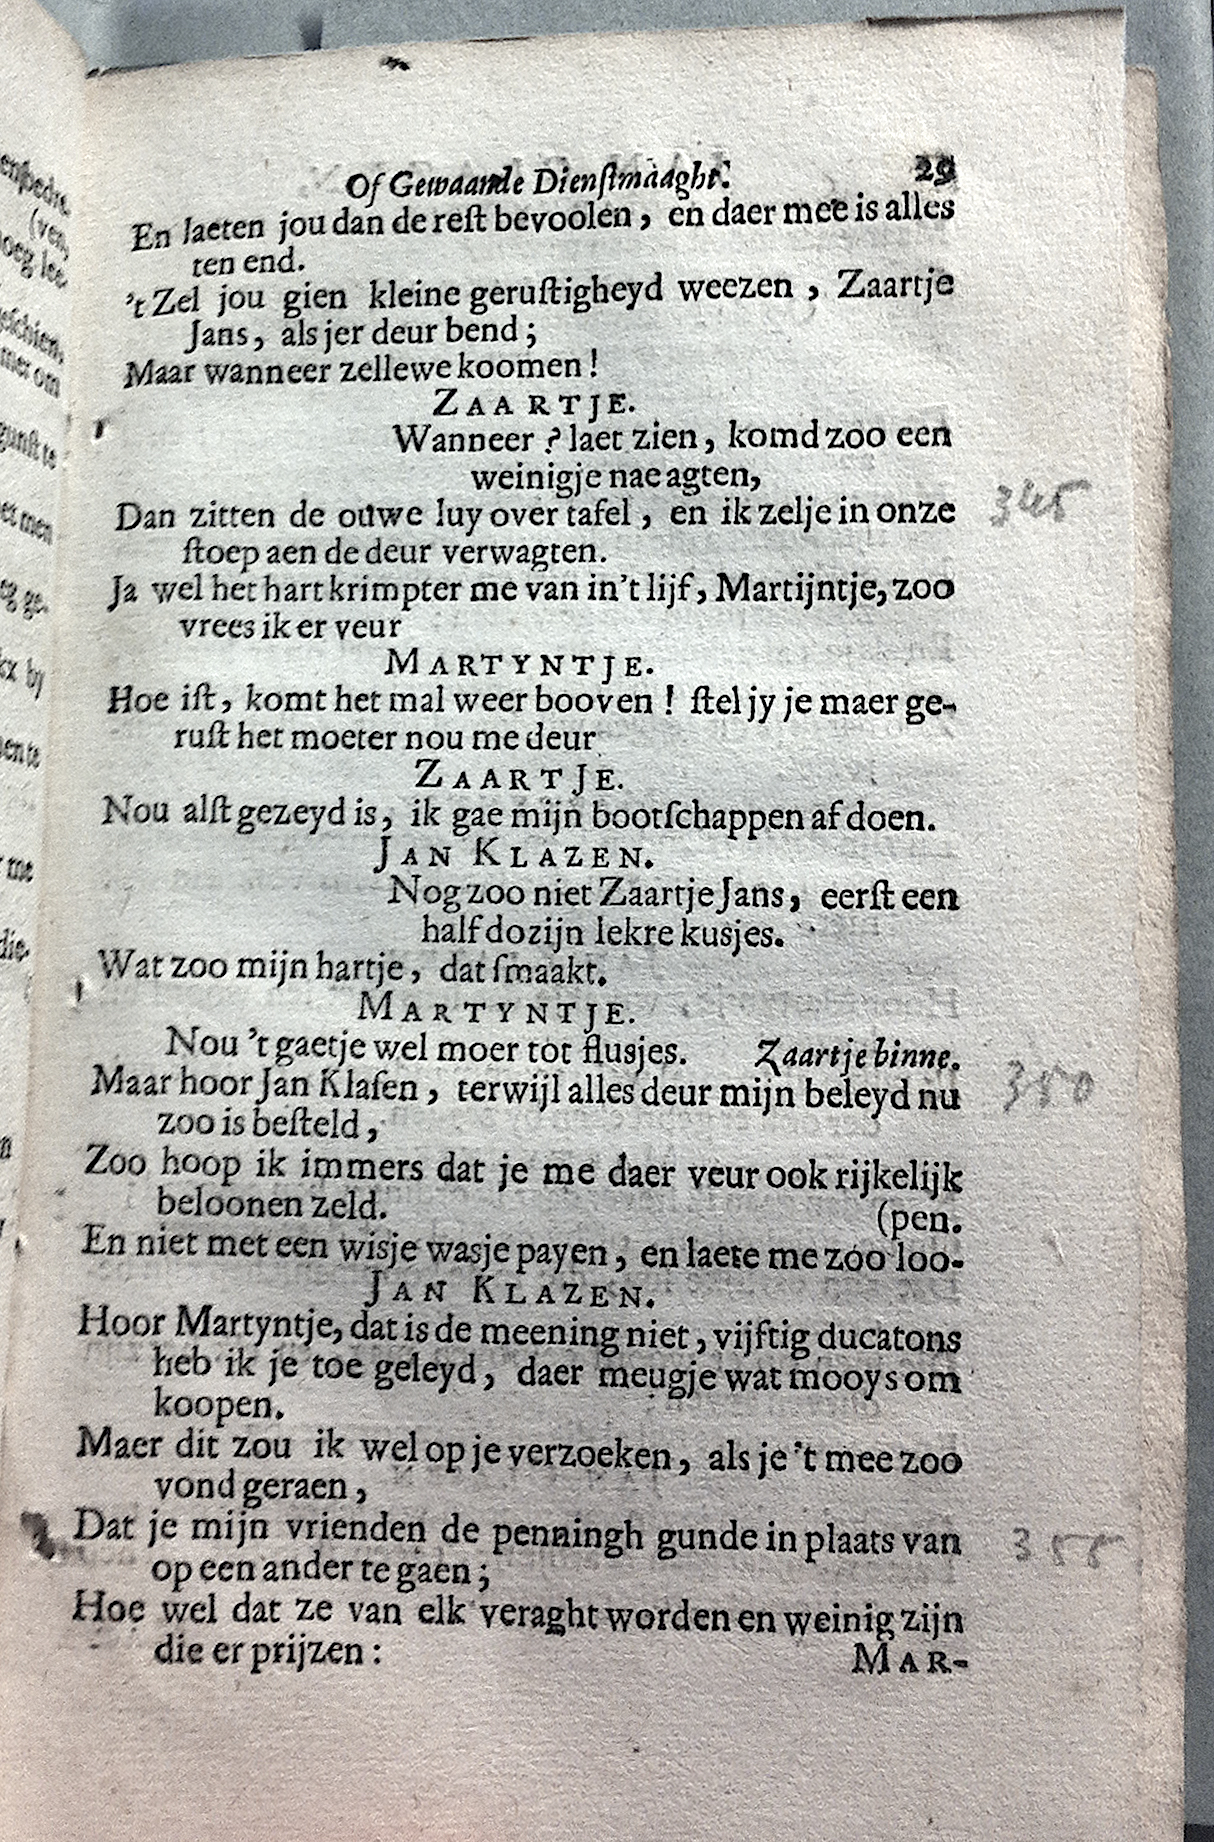 Of Gewaande Dienſtmaaght. 29
En laeten jou dan de reſt bevoolen, en daer mee is alles
ten end.
't Zel jou gien kleine geruſtigheyd weezen, Zaartje
Jans, als jer deur bend;
Maar wanneer zellewe koomen!
ZAARTJE.
Wanneer? laet zien, komd zoo een
weinigje nae agten,
Dan zitten de ouwe luy over tafel, en ik zelje in onze 345
ſtoep aen de deur verwagten.
Ja wel het hart krimpter me van in't lijf, Martijntje, zoo
vrees ik er veur
MARTYNTJE.
Hoe iſt, komt het mal weer booven! ſtel jy je maer ge-
ruſt het moeter nou me deur
ZAARTJE.
Nou alſt gezeyd is, ik gae mijn bootſchappen af doen.
JAN KLAZEN.
Nog zoo niet Zaartje Jans, eerſt een
half dozijn lekre kusjes.
Wat zoo mijn hartje, dat ſmaakt.
MARTYNTJE.
Nou 't gaetje wel moer tot flusjes. Zaartje binne.
Maar hoor Jan Klaſen, terwijl alles deur mijn beleyd nu 350
zoo is beſteld,
Zoo hoop ik immers dat je me daer veur ook rijkelijk
beloonen zeld. (pen.
En niet met een wisje wasje payen, en laete me zoo loo-
JAN KLAZEN.
Hoor Martyntje, dat is de meening niet, vijftig ducatons
heb ik je toe geleyd, daer meugje wat mooys om
koopen.
Maer dit zou ik wel op je verzoeken, als je 't mee zoo
vond geraen,
Dat je mijn vrienden de penningh gunde in plaats van 355
op een ander te gaen;
Hoe wel dat ze van elk veraght worden en weinig zijn
die er prijzen: MAR-